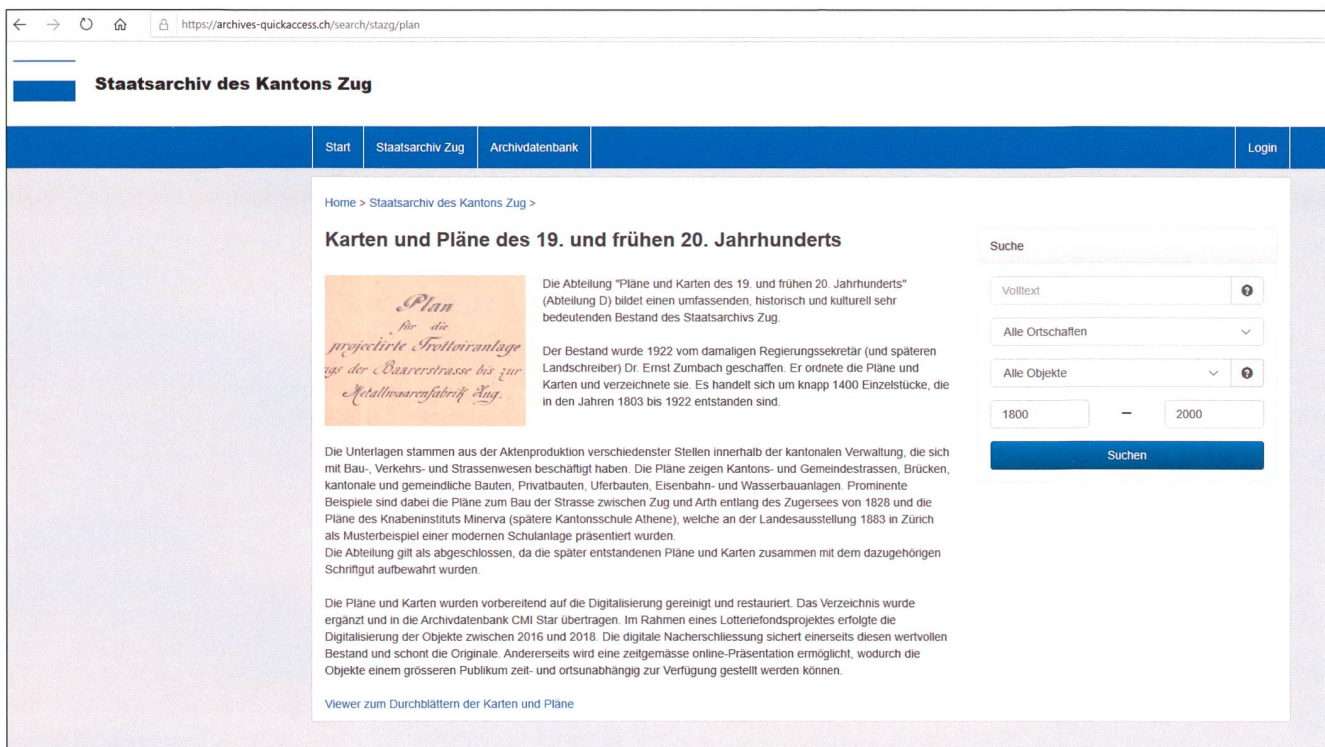 https://archives-quickaccess.ch/search/stazg/plan
Staatsarchiv des Kantons Zug
Start
Staatsarchiv Zug
Archivdatenbank
Login
Home > Staatsarchiv des Kantons Zug >
Karten und Pläne des 19. und frühen 20. Jahrhunderts
Plan
für die
projectirte Trottoiranlage
ngs der Baarerstrasse bis zur
Metallwaarenfabrik Zug.
Die Abteilung "Pläne und Karten des 19. und frühen 20. Jahrhunderts"
(Abteilung D) bildet einen umfassenden, historisch und kulturell sehr
bedeutenden Bestand des Staatsarchivs Zug.
Der Bestand wurde 1922 vom damaligen Regierungssekretär (und späteren
Landschreiber) Dr. Ernst Zumbach geschaffen. Er ordnete die Pläne und
Karten und verzeichnete sie. Es handelt sich um knapp 1400 Einzelstücke, die
in den Jahren 1803 bis 1922 entstanden sind.
Die Unterlagen stammen aus der Aktenproduktion verschiedenster Stellen innerhalb der kantonalen Verwaltung, die sich
mit Bau-, Verkehrs- und Strassenwesen beschäftigt haben. Die Pläne zeigen Kantons- und Gemeindestrassen, Brücken,
kantonale und gemeindliche Bauten, Privatbauten, Uferbauten, Eisenbahn- und Wasserbauanlagen. Prominente
Beispiele sind dabei die Pläne zum Bau der Strasse zwischen Zug und Arth entlang des Zugersees von 1828 und die
Pläne des Knabeninstituts Minerva (spätere Kantonsschule Athene), welche an der Landesausstellung 1883 in Zürich
als Musterbeispiel einer modernen Schulanlage präsentiert wurden.
Die Abteilung gilt als abgeschlossen, da die später entstandenen Pläne und Karten zusammen mit dem dazugehörigen
Schriftgut aufbewahrt wurden.
Die Pläne und Karten wurden vorbereitend auf die Digitalisierung gereinigt und restauriert. Das Verzeichnis wurde
ergänzt und in die Archivdatenbank CMI Star übertragen. Im Rahmen eines Lotteriefondsprojektes erfolgte die
Digitalisierung der Objekte zwischen 2016 und 2018. Die digitale Nacherschliessung sichert einerseits diesen wertvollen
Bestand und schont die Originale. Andererseits wird eine zeitgemässe online-Präsentation ermöglicht, wodurch die
Objekte einem grösseren Publikum zeit- und ortsunabhängig zur Verfügung gestellt werden können.
Viewer zum Durchblättern der Karten und Pläne
Suche
Volltext
Alle Ortschaften
Alle Objekte
1800 – 2000
Suchen